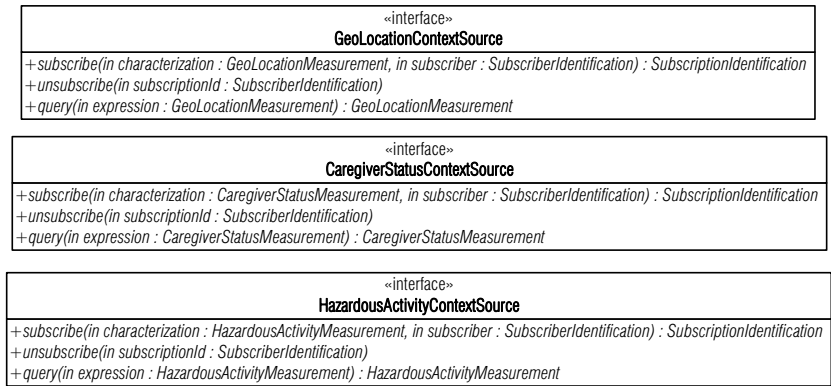 «interface»
GeoLocationContextSource
+subscribe(in characterization : GeoLocationMeasurement, in subscriber : SubscriberIdentification) : SubscriptionIdentification
+unsubscribe(in subscriptionId : SubscriberIdentification)
+query(in expression : GeoLocationMeasurement) : GeoLocationMeasurement
«interface»
CaregiverStatusContextSource
+subscribe(in characterization : CaregiverStatusMeasurement, in subscriber : SubscriberIdentification) : SubscriptionIdentification
+unsubscribe(in subscriptionId : SubscriberIdentification)
+query(in expression : CaregiverStatusMeasurement) : CaregiverStatusMeasurement
«interface»
HazardousActivityContextSource
+subscribe(in characterization : HazardousActivityMeasurement, in subscriber : SubscriberIdentification) : SubscriptionIdentification
+unsubscribe(in subscriptionId : SubscriberIdentification)
+query(in expression : HazardousActivityMeasurement) : HazardousActivityMeasurement